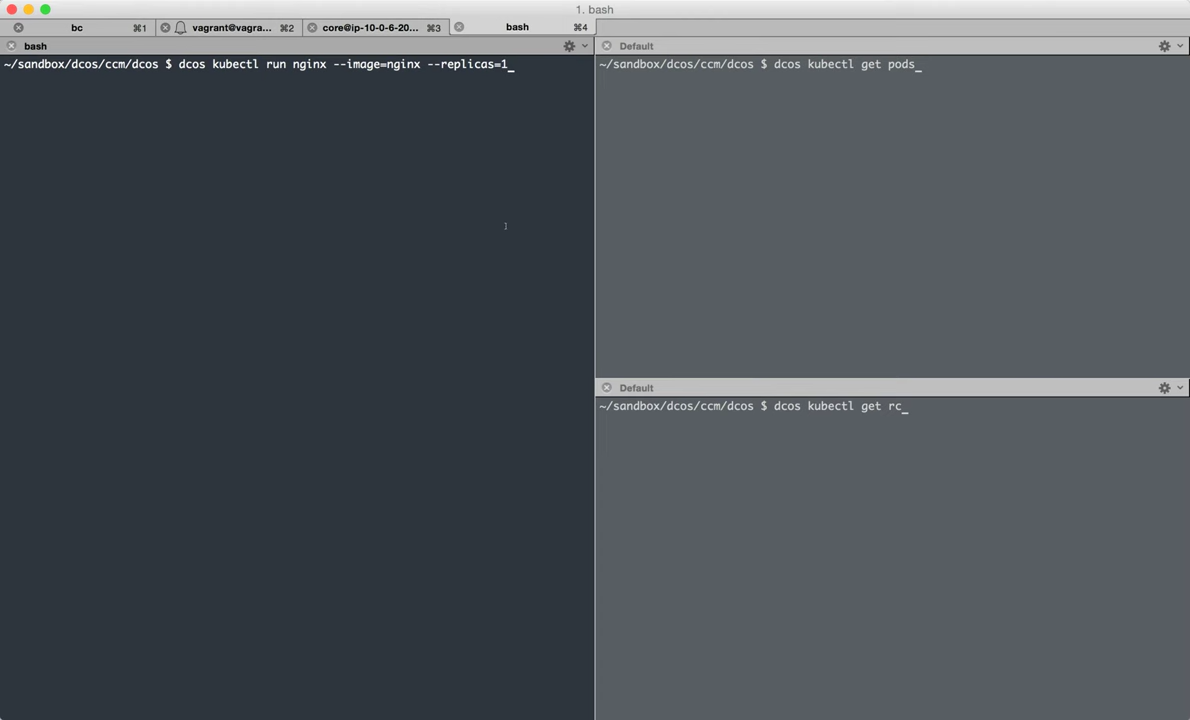 1. bash
bc ⌘1 vagrant@vagra... ⌘2 core@ip-10-0-6-20... ⌘3 bash ⌘4
bash
~/sandbox/dcos/ccm/dcos $ dcos kubectl run nginx --image=nginx --replicas=1_
Default
~/sandbox/dcos/ccm/dcos $ dcos kubectl get pods_
Default
~/sandbox/dcos/ccm/dcos $ dcos kubectl get rc_